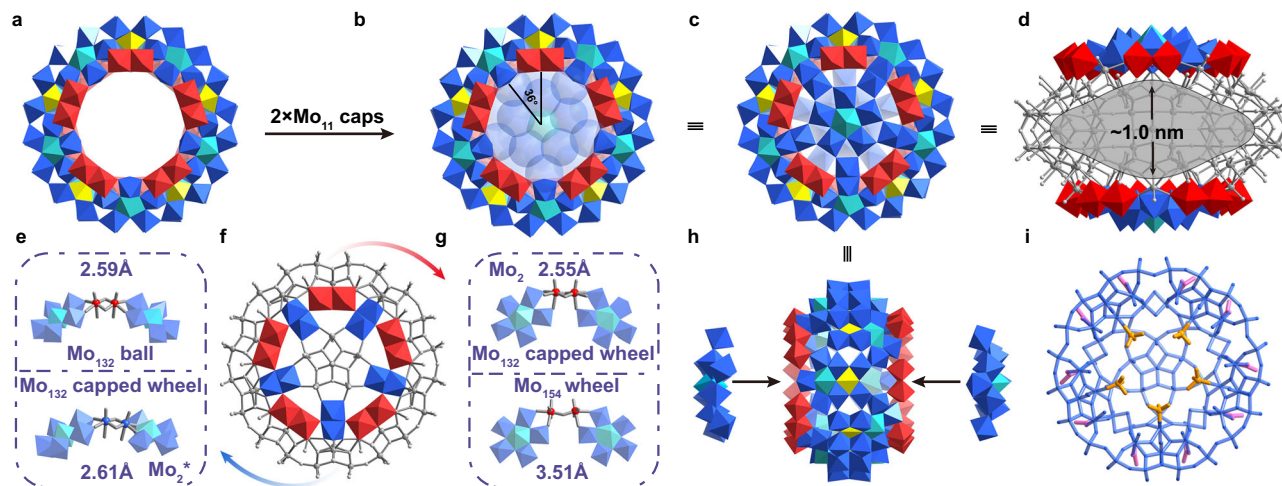 a
b
c
d
36°
2×Mo₁₁ caps
≡
≡
~1.0 nm
e
f
g
h
i
2.59Å
Mo₁₃₂ ball
Mo₁₃₂ capped wheel
2.61Å Mo₂*
Mo₂ 2.55Å
Mo₁₃₂ capped wheel
Mo₁₅₄ wheel
3.51Å
≡